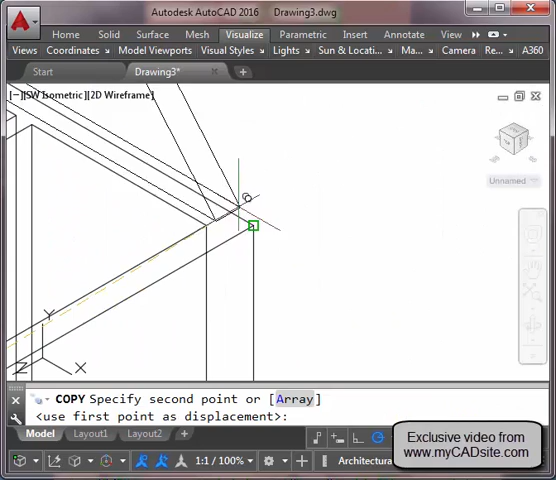 Autodesk AutoCAD 2016 Drawing3.dwg
Home Solid Surface Mesh Visualize Parametric Insert Annotate View
Views Coordinates Model Viewports Visual Styles Lights Sun & Locati... Ma... Camera Re... A360
Start Drawing3*
[−][SW Isometric][2D Wireframe]
Unnamed
Y
X
Z
COPY Specify second point or [Array]
<use first point as displacement>:
Model Layout1 Layout2
1:1 / 100% Architectura
Exclusive video from
www.myCADsite.com